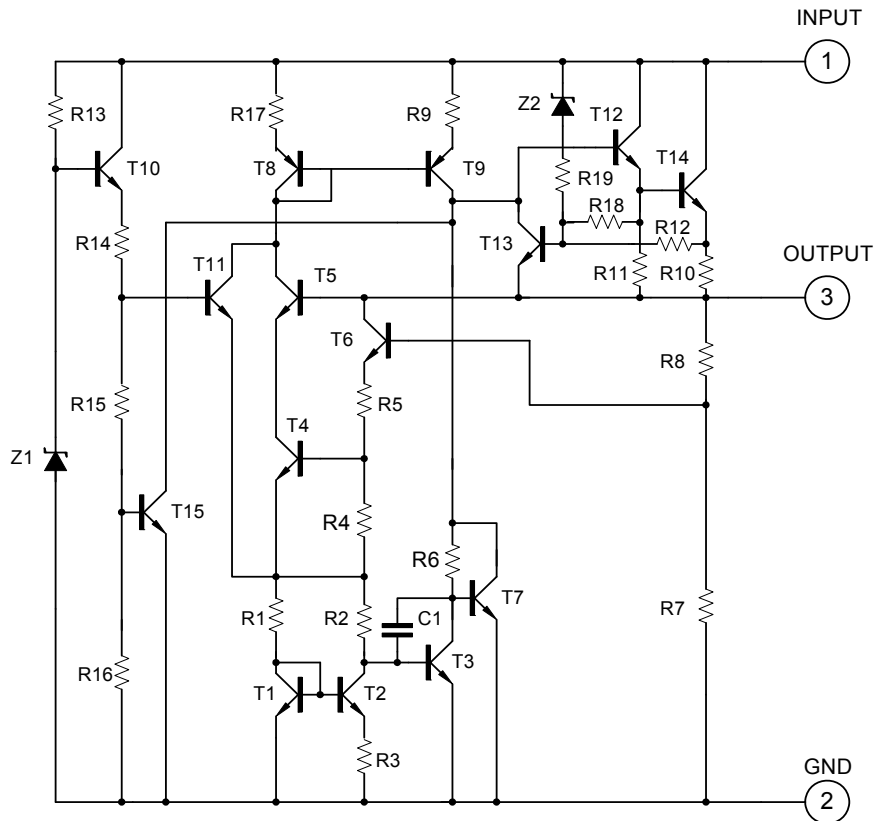 INPUT
1
R13
R17
R9
Z2
T12
T10
T8
T9
T14
R19
R18
R14
T13
R12
T11
T5
R11
R10
OUTPUT
3
T6
R8
R15
R5
T4
Z1
T15
R4
R6
T7
R1
R2
C1
R7
R16
T1
T2
T3
R3
GND
2